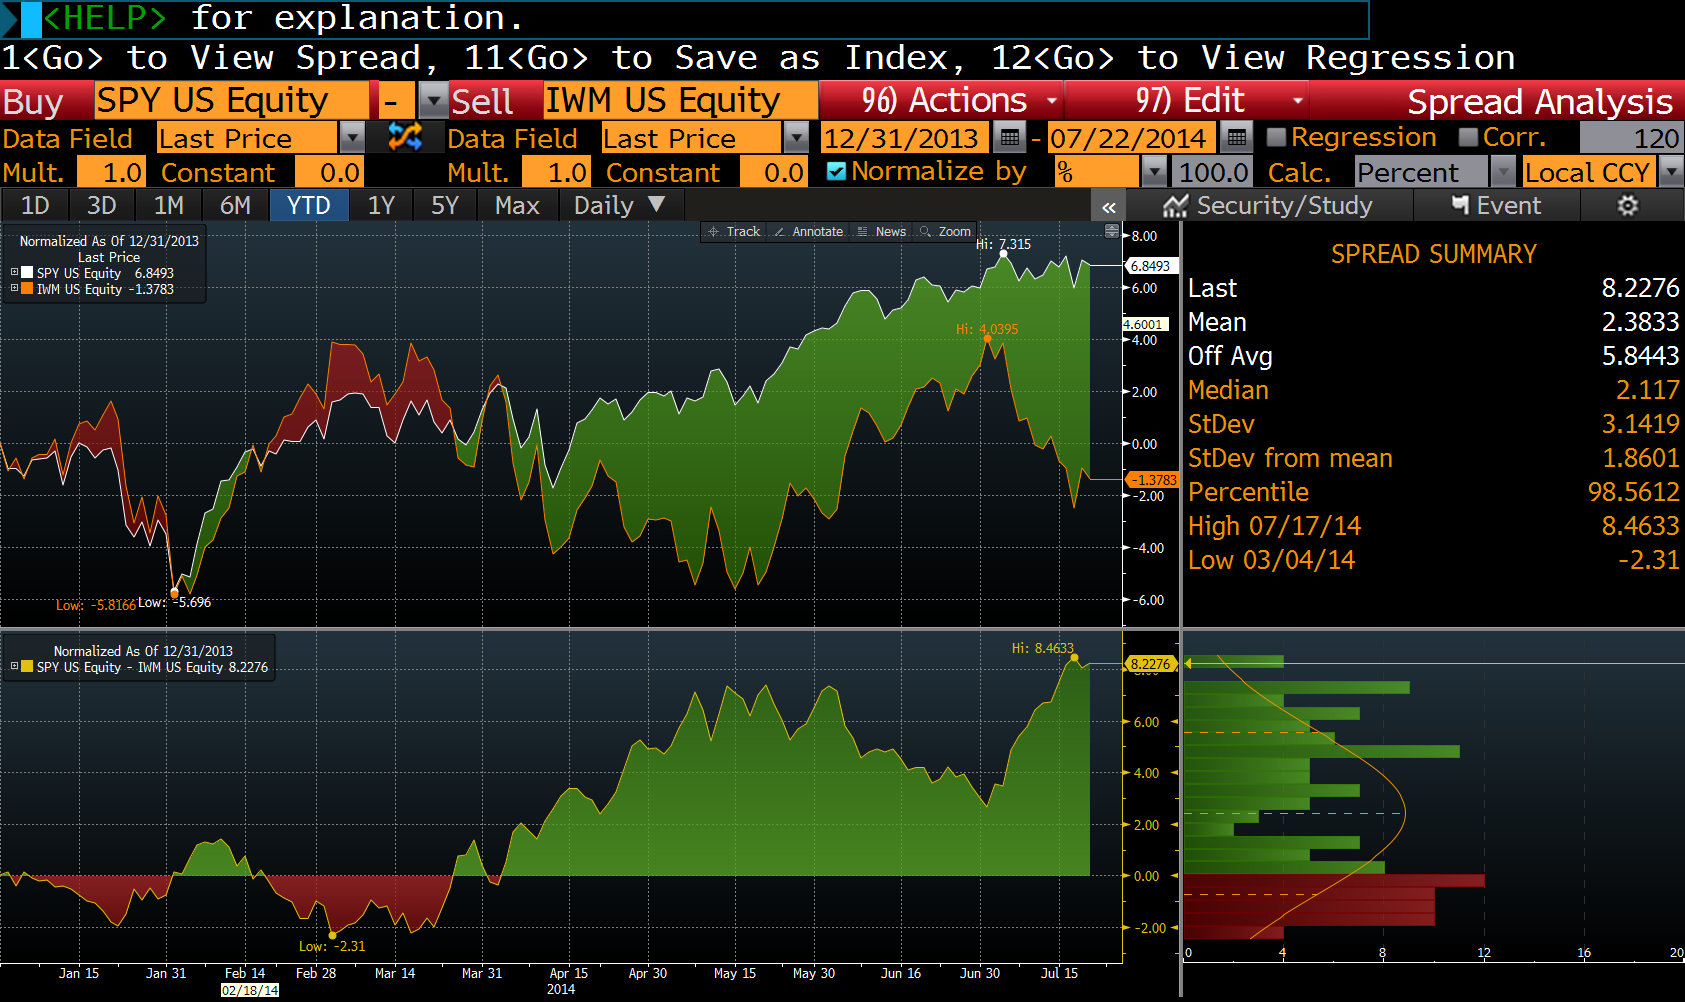 <HELP> for explanation.
1<Go> to View Spread, 11<Go> to Save as Index, 12<Go> to View Regression
Buy SPY US Equity - Sell IWM US Equity 96) Actions 97) Edit Spread Analysis
Data Field Last Price Data Field Last Price 12/31/2013 - 07/22/2014 Regression Corr. 120
Mult. 1.0 Constant 0.0 Mult. 1.0 Constant 0.0 Normalize by % 100.0 Calc. Percent Local CCY
1D 3D 1M 6M YTD 1Y 5Y Max Daily ▼ « Security/Study Event
Track Annotate News Zoom
Normalized As Of 12/31/2013
Last Price
SPY US Equity 6.8493
IWM US Equity -1.3783
Hi: 7.315
Hi: 4.0395
Low: -5.8166
Low: -5.696
8.00
6.8493
6.00
4.6001
4.00
2.00
0.00
-1.3783
-2.00
-4.00
-6.00
SPREAD SUMMARY
Last 8.2276
Mean 2.3833
Off Avg 5.8443
Median 2.117
StDev 3.1419
StDev from mean 1.8601
Percentile 98.5612
High 07/17/14 8.4633
Low 03/04/14 -2.31
Normalized As Of 12/31/2013
SPY US Equity - IWM US Equity 8.2276
Hi: 8.4633
Low: -2.31
8.2276
8.00
6.00
4.00
2.00
0.00
-2.00
0 4 8 12 16 20
Jan 15 Jan 31 Feb 14 Feb 28 Mar 14 Mar 31 Apr 15 Apr 30 May 15 May 30 Jun 16 Jun 30 Jul 15
02/18/14 2014